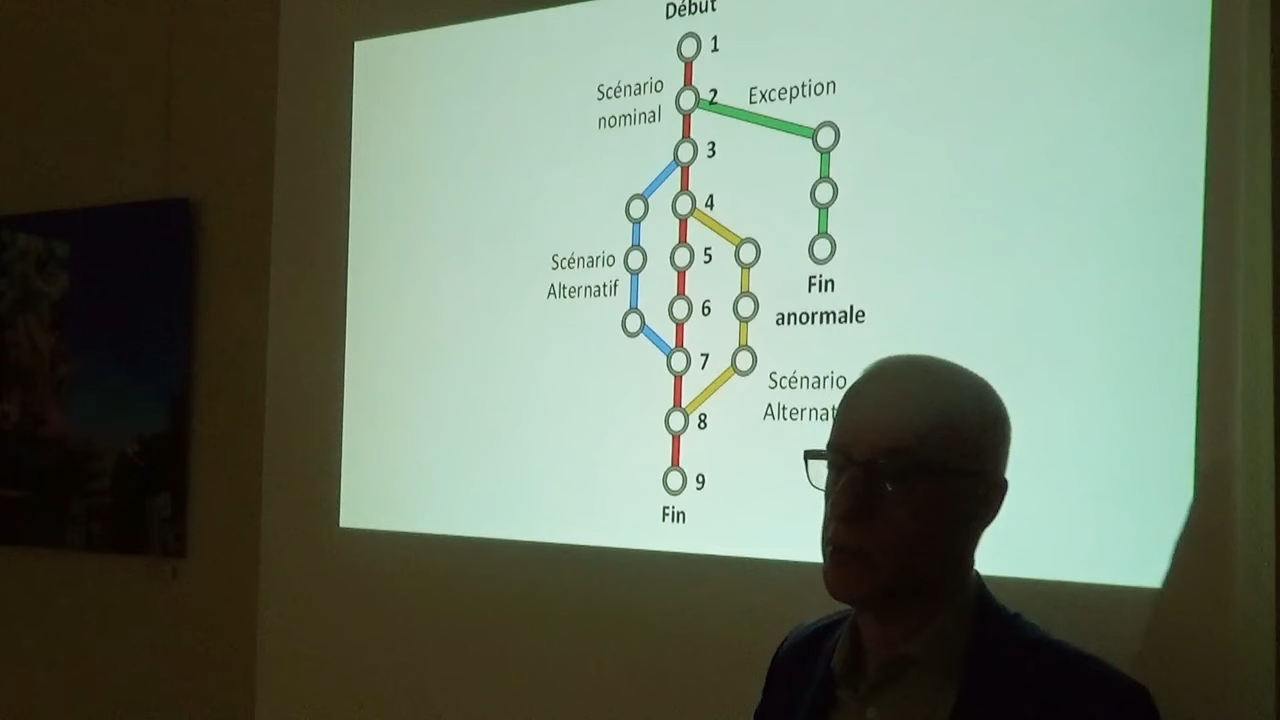 Début
1
Scénario
nominal
2
Exception
3
4
5
Scénario
Alternatif
Fin
anormale
6
7
Scénario
8
9
Fin